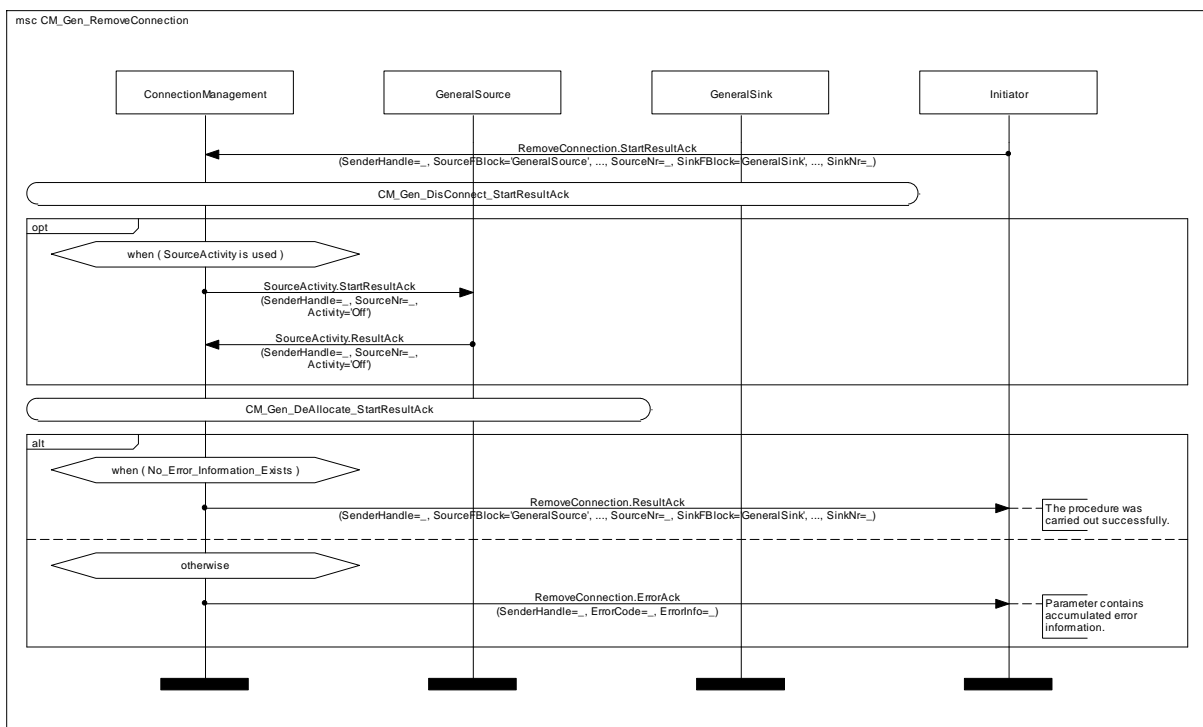 msc CM_Gen_RemoveConnection
ConnectionManagement
GeneralSource
GeneralSink
Initiator
RemoveConnection.StartResultAck
(SenderHandle=_, SourceFBlock='GeneralSource', ..., SourceNr=_, SinkFBlock=GeneralSink', ..., SinkNr=_)
CM_Gen_DisConnect_StartResultAck
opt
when ( SourceActivity is used )
SourceActivity.StartResultAck
(SenderHandle=_, SourceNr=_,
Activity='Off')
SourceActivity.ResultAck
(SenderHandle=_, SourceNr=_,
Activity='Off')
CM_Gen_DeAllocate_StartResultAck
alt
when ( No_Error_Information_Exists )
RemoveConnection.ResultAck
(SenderHandle=_, SourceFBlock='GeneralSource', ..., SourceNr=_, SinkFBlock=GeneralSink', ..., SinkNr=_)
The procedure was
carried out successfully.
otherwise
RemoveConnection.ErrorAck
(SenderHandle=_, ErrorCode=_, ErrorInfo=_)
Parameter contains
accumulated error
information.